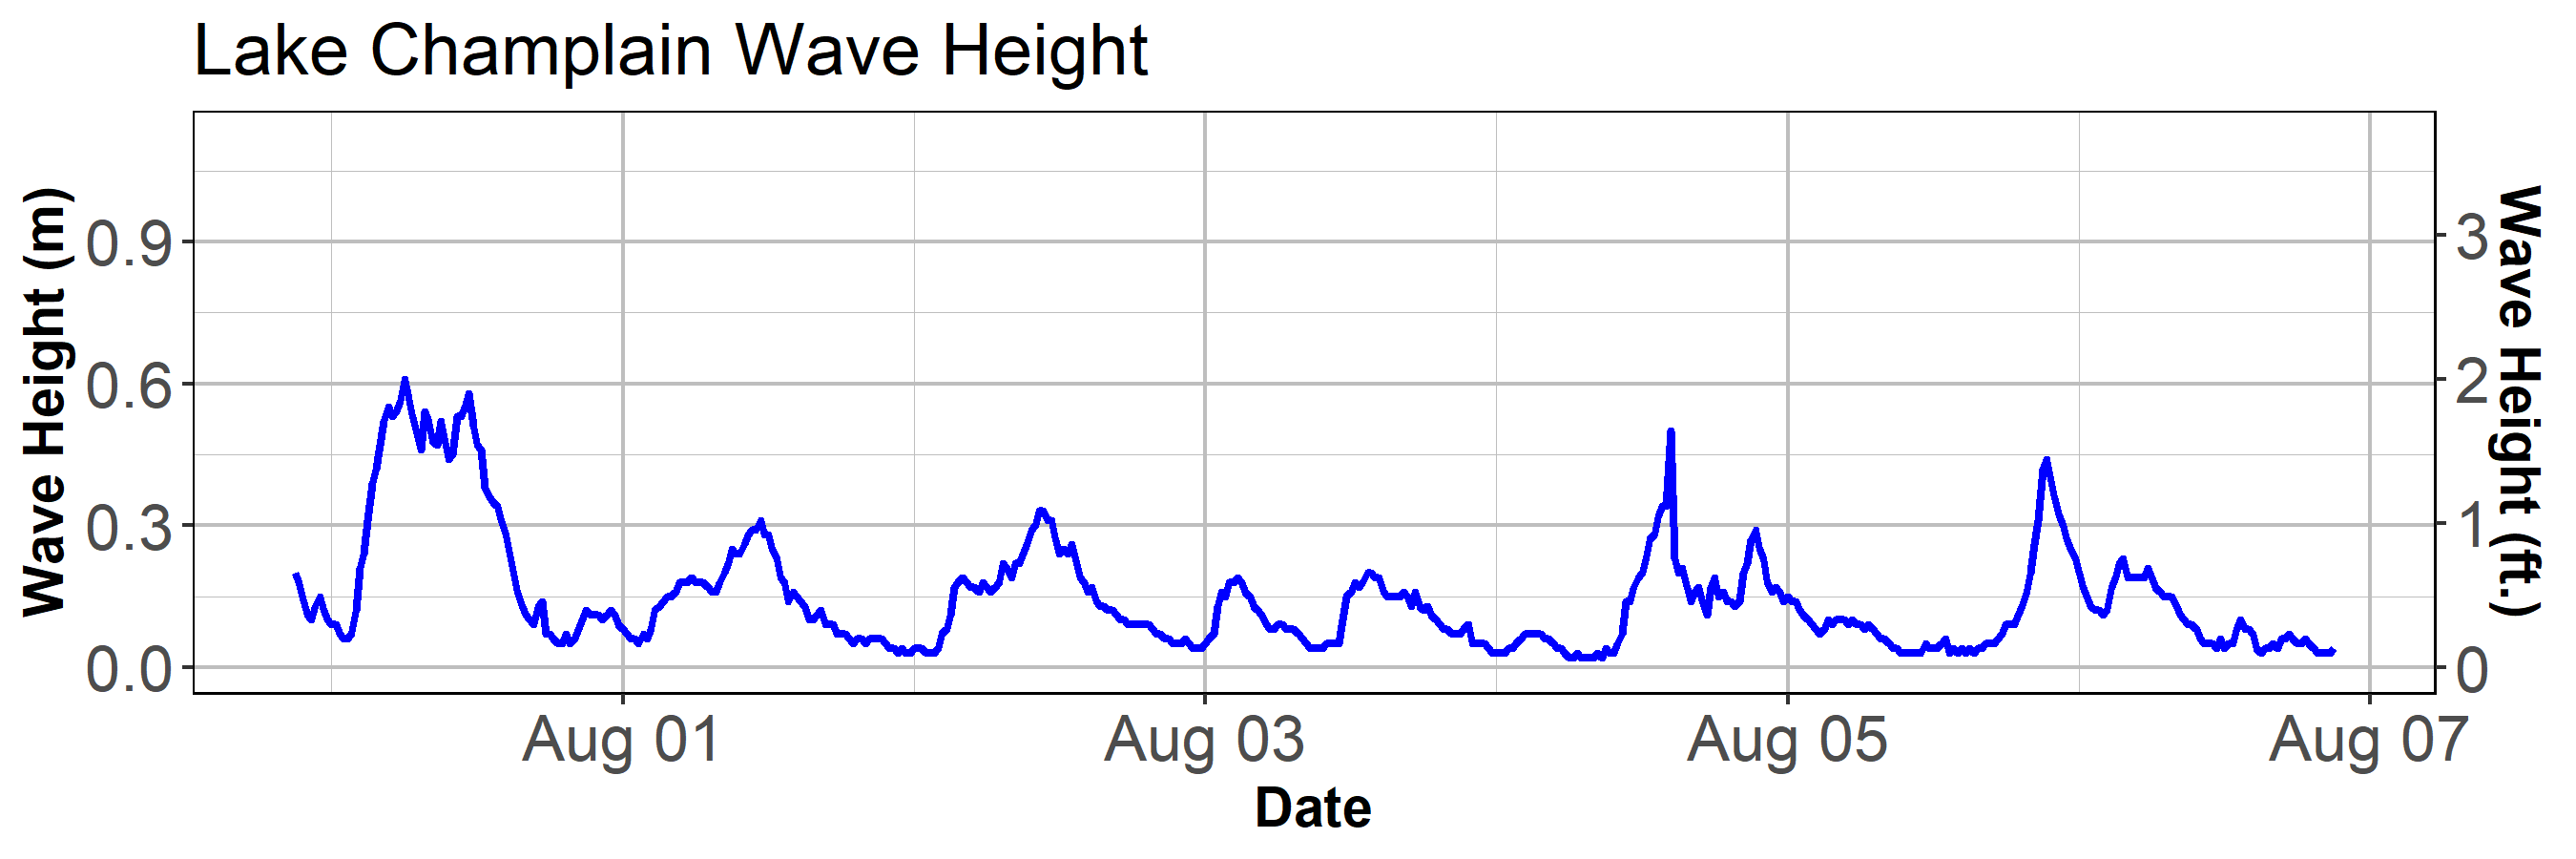 Lake Champlain Wave Height
Wave Height (m)
0.9
0.6
0.3
0.0
3
2
1
0
Wave Height (ft.)
Aug 01
Aug 03
Aug 05
Aug 07
Date